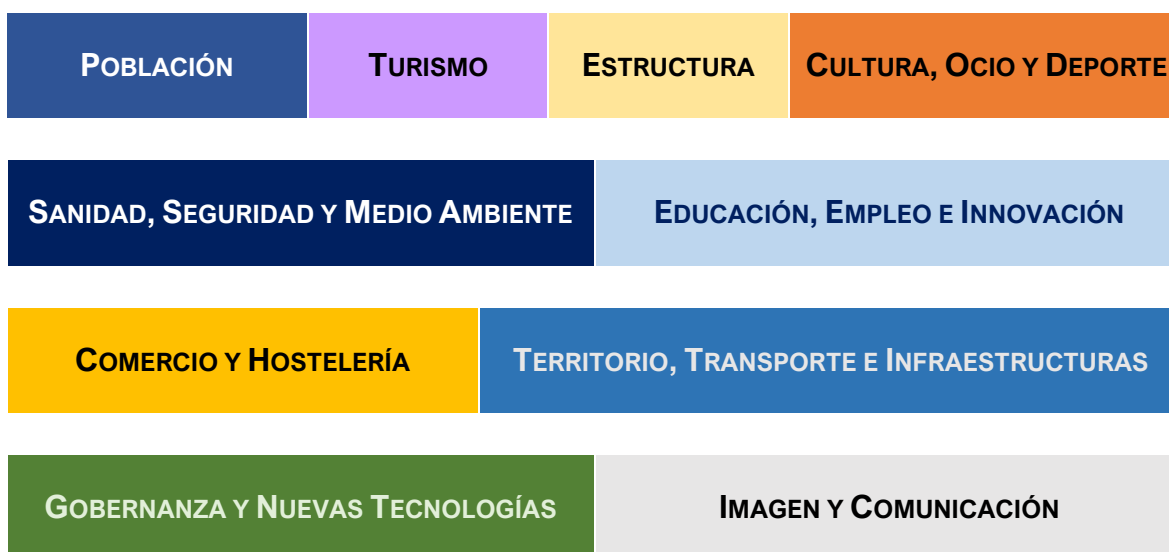 POBLACIÓN
TURISMO
ESTRUCTURA
CULTURA, OCIO Y DEPORTE
SANIDAD, SEGURIDAD Y MEDIO AMBIENTE
EDUCACIÓN, EMPLEO E INNOVACIÓN
COMERCIO Y HOSTELERÍA
TERRITORIO, TRANSPORTE E INFRAESTRUCTURAS
GOBERNANZA Y NUEVAS TECNOLOGÍAS
IMAGEN Y COMUNICACIÓN